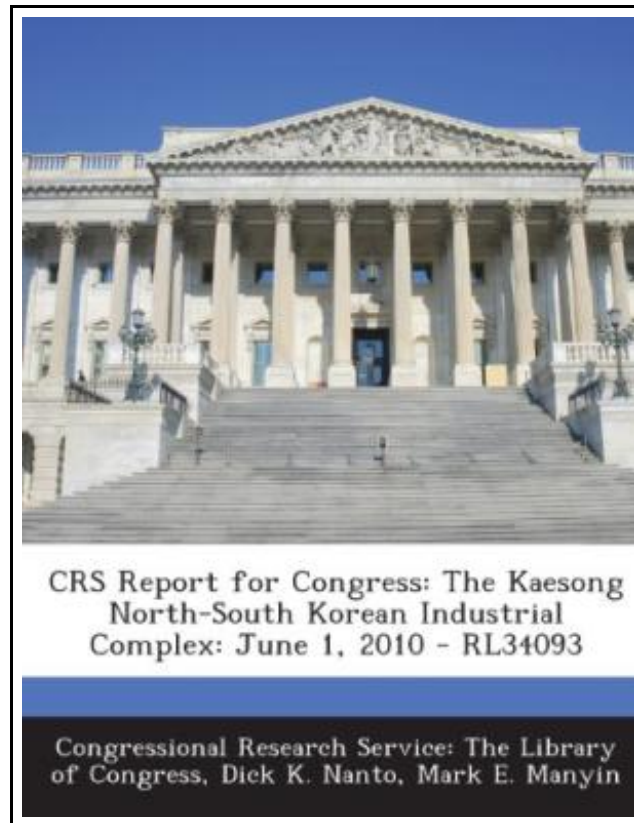 CRS Report for Congress: The Kaesong
North-South Korean Industrial
Complex: June 1, 2010 - RL34093
Congressional Research Service: The Library
of Congress, Dick K. Nanto, Mark E. Manyin